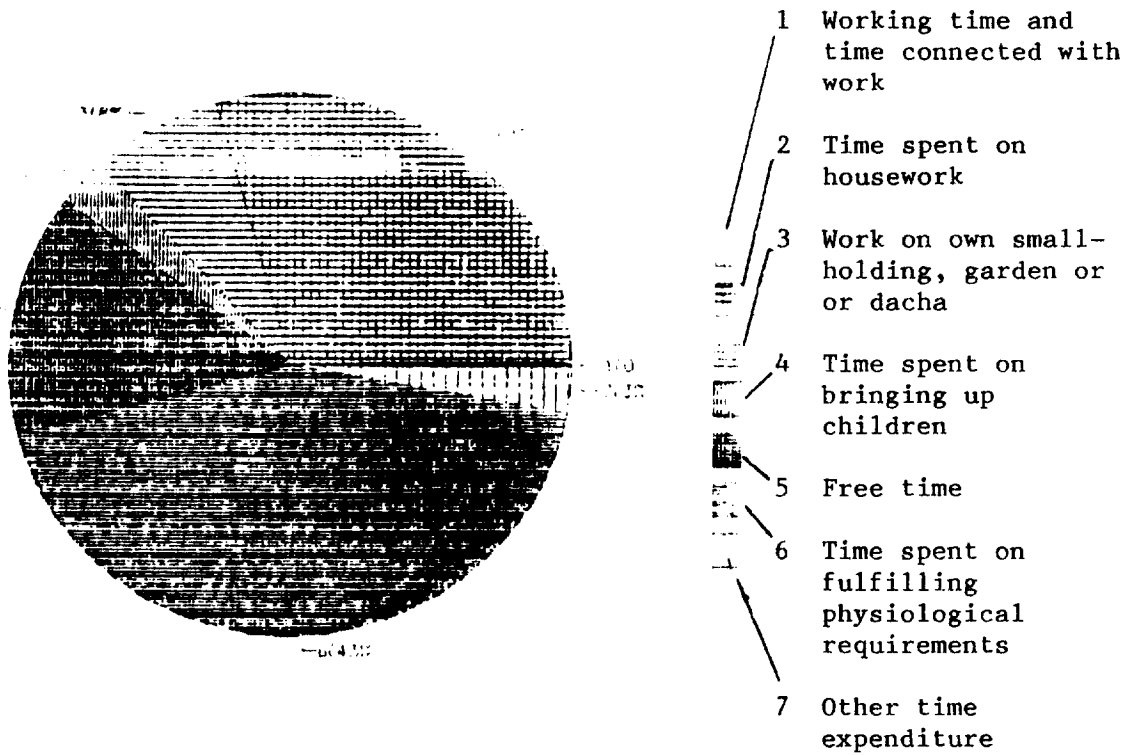 1 Working time and
time connected with
work
2 Time spent on
housework
3 Work on own small-
holding, garden or
or dacha
4 Time spent on
bringing up
children
5 Free time
6 Time spent on
fulfilling
physiological
requirements
7 Other time
expenditure